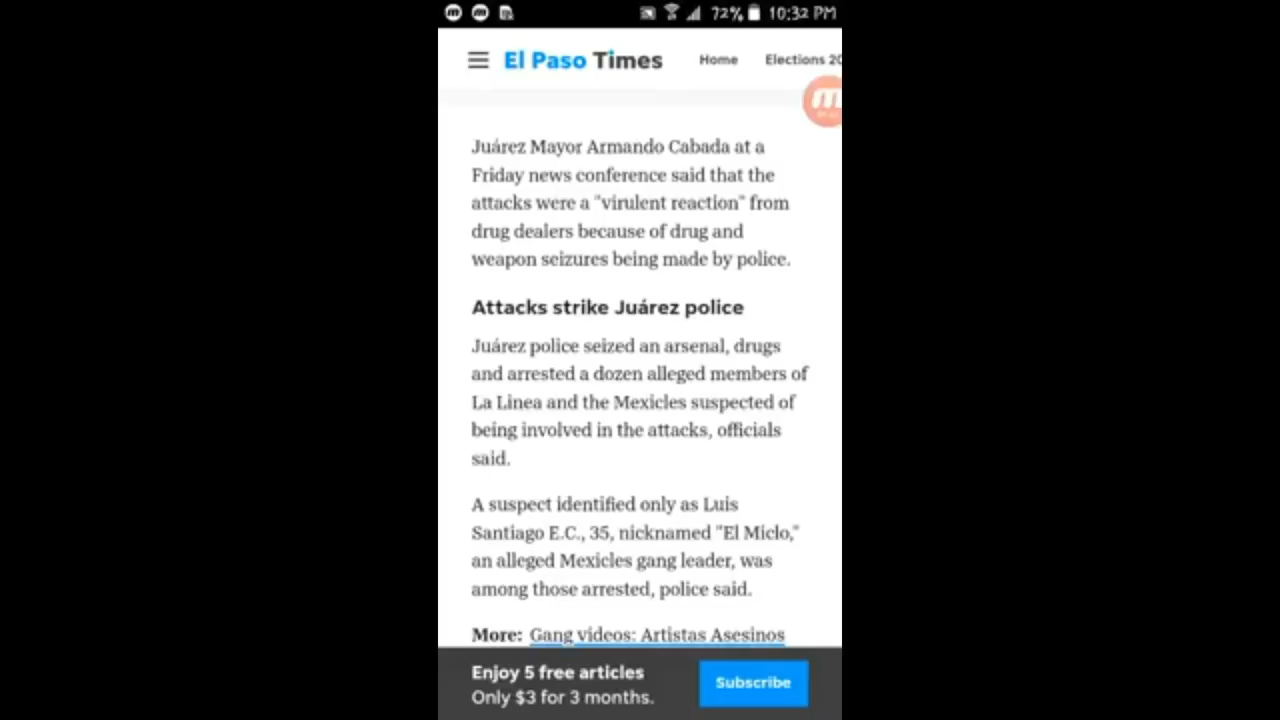 72% 10:32 PM
El Paso Times Home Elections 20
Juárez Mayor Armando Cabada at a
Friday news conference said that the
attacks were a "virulent reaction" from
drug dealers because of drug and
weapon seizures being made by police.
Attacks strike Juárez police
Juárez police seized an arsenal, drugs
and arrested a dozen alleged members of
La Linea and the Mexicles suspected of
being involved in the attacks, officials
said.
A suspect identified only as Luis
Santiago E.C., 35, nicknamed "El Miclo,"
an alleged Mexicles gang leader, was
among those arrested, police said.
More: Gang videos: Artistas Asesinos
Enjoy 5 free articles
Only $3 for 3 months.
Subscribe